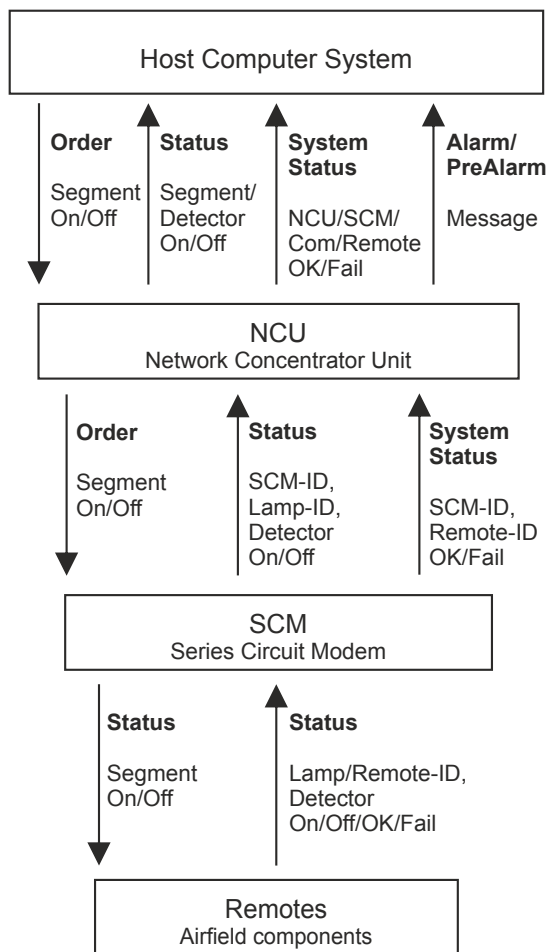 Host Computer System
Order
Segment
On/Off
Status
Segment/
Detector
On/Off
System
Status
NCU/SCM/
Com/Remote
OK/Fail
Alarm/
PreAlarm
Message
NCU
Network Concentrator Unit
Order
Segment
On/Off
Status
SCM-ID,
Lamp-ID,
Detector
On/Off
System
Status
SCM-ID,
Remote-ID
OK/Fail
SCM
Series Circuit Modem
Status
Segment
On/Off
Status
Lamp/Remote-ID,
Detector
On/Off/OK/Fail
Remotes
Airfield components